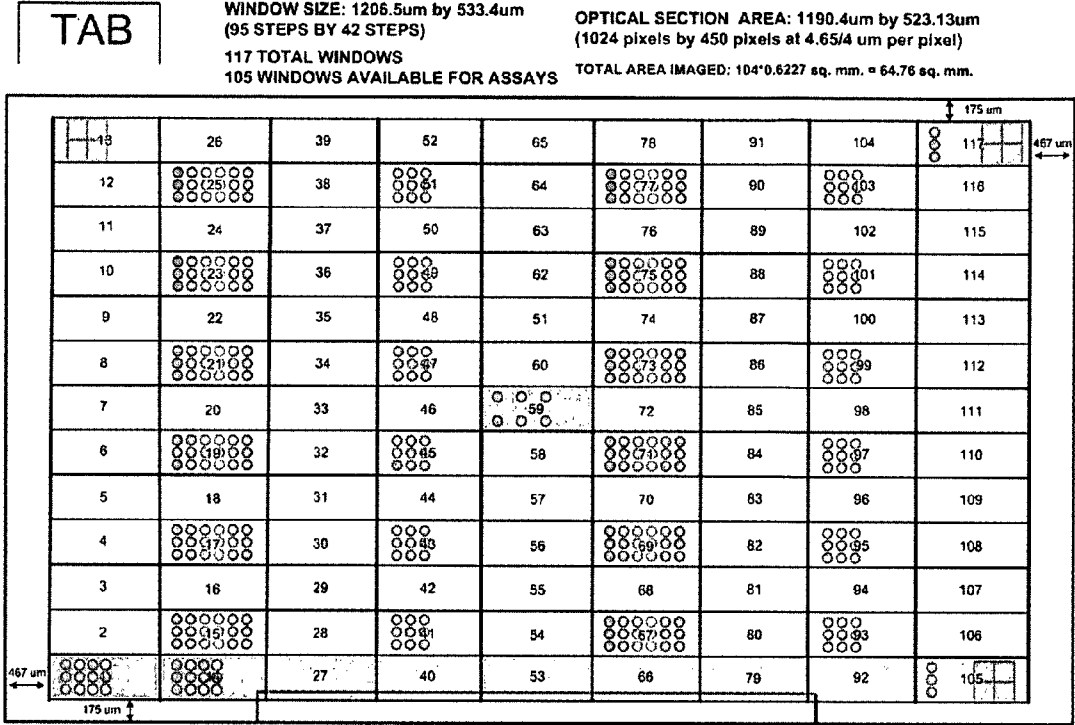 TAB
WINDOW SIZE: 1206.5um by 533.4um
(95 STEPS BY 42 STEPS)
117 TOTAL WINDOWS
105 WINDOWS AVAILABLE FOR ASSAYS
OPTICAL SECTION AREA: 1190.4um by 523.13um
(1024 pixels by 450 pixels at 4.65/4 um per pixel)
TOTAL AREA IMAGED: 104*0.6227 sq. mm. = 64.76 sq. mm.
175 um
13 26 39 52 65 78 91 104 117 467 um
12 25 38 51 64 77 90 103 116
11 24 37 50 63 76 89 102 115
10 23 36 49 62 75 88 101 114
9 22 35 48 51 74 87 100 113
8 21 34 47 60 73 86 99 112
7 20 33 46 59 72 85 98 111
6 19 32 45 58 71 84 97 110
5 18 31 44 57 70 83 96 109
4 17 30 43 56 69 82 95 108
3 16 29 42 55 68 81 94 107
2 15 28 41 54 67 80 93 106
467 um 27 40 53 66 79 92 105
175 um